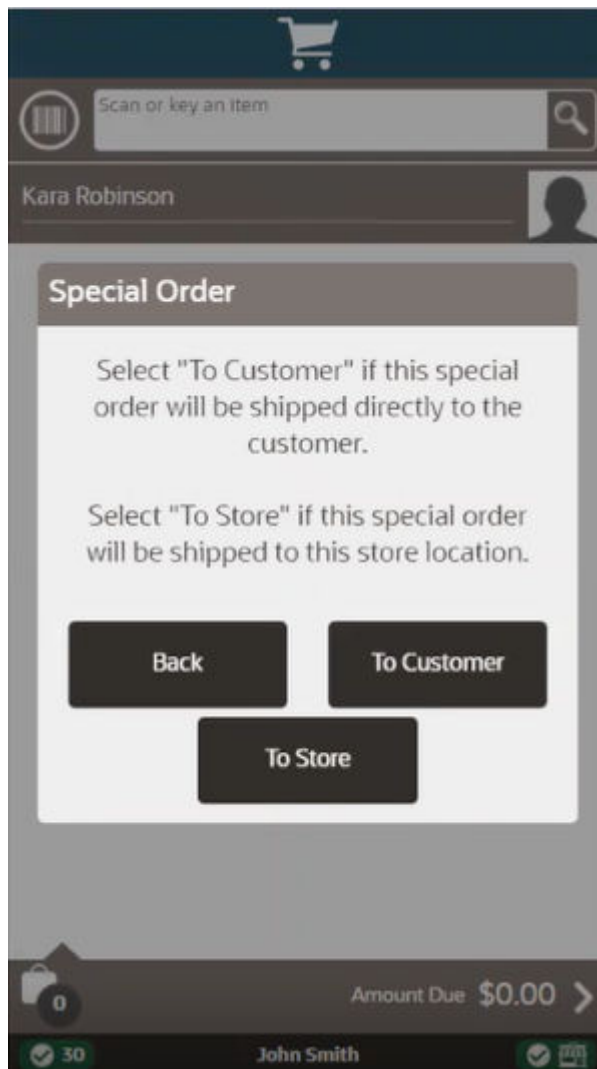 Scan or key an item
Kara Robinson
Special Order
Select "To Customer" if this special
order will be shipped directly to the
customer.
Select "To Store" if this special order
will be shipped to this store location.
Back
To Customer
To Store
0
Amount Due $0.00
30
John Smith